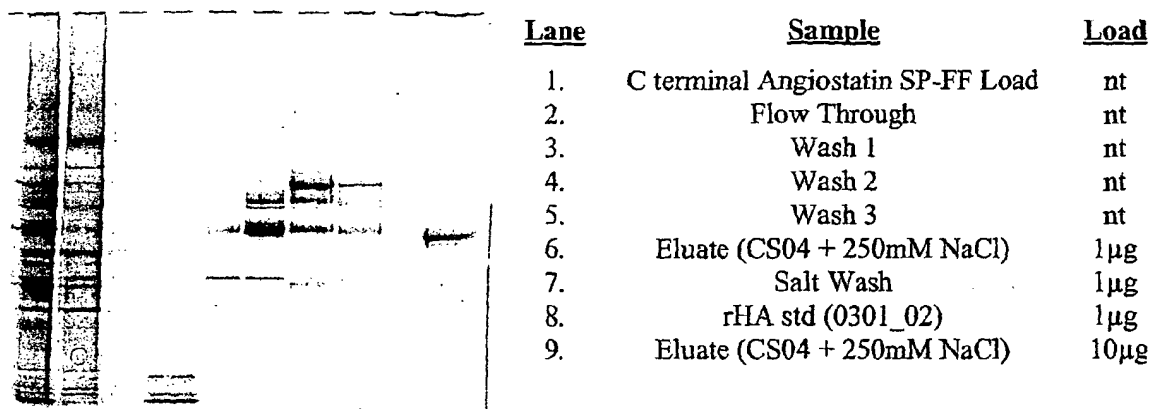 Lane Sample Load
1. C terminal Angiostatin SP-FF Load nt
2. Flow Through nt
3. Wash 1 nt
4. Wash 2 nt
5. Wash 3 nt
6. Eluate (CS04 + 250mM NaCl) 1µg
7. Salt Wash 1µg
8. rHA std (0301_02) 1µg
9. Eluate (CS04 + 250mM NaCl) 10µg